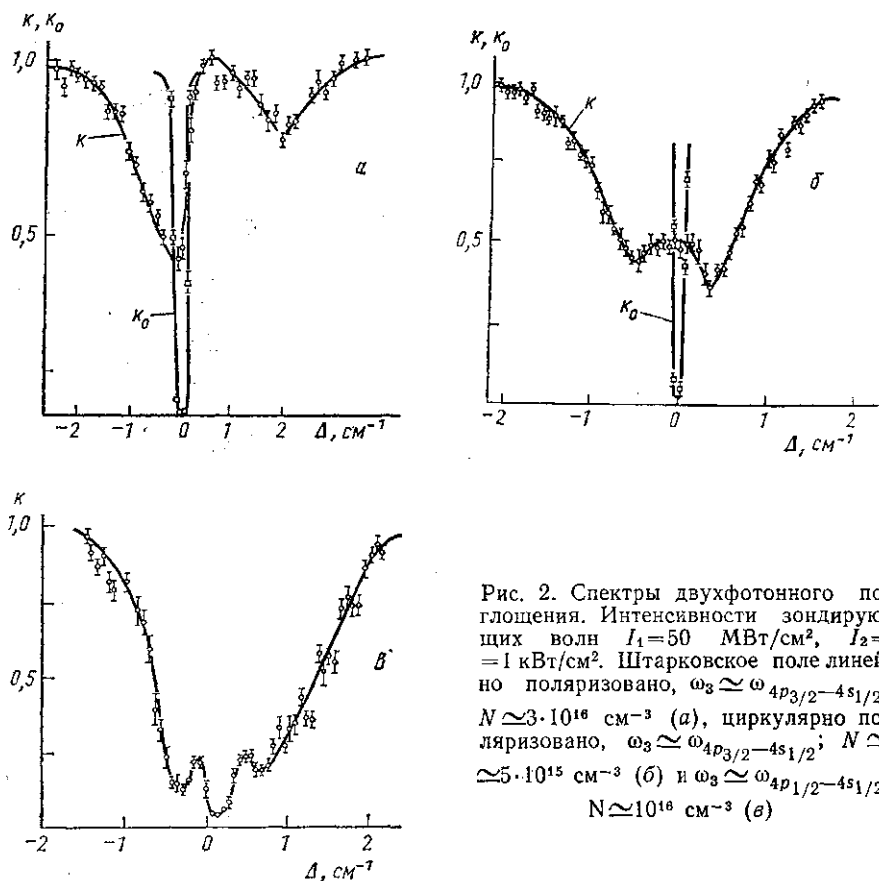 K, K₀
1,0
0,5
K
K₀
а
-2
-1
0
1
2
Δ, см⁻¹
K, K₀
1,0
0,5
K
K₀
б
-2
-1
0
1
2
Δ, см⁻¹
K
1,0
0,5
в
-2
-1
0
1
2
Δ, см⁻¹
Рис. 2. Спектры двухфотонного по
глощения. Интенсивности зондирую
щих волн I₁=50 МВт/см², I₂=
=1 кВт/см². Штарковское поле линей
но поляризовано, ω₃≃ω₄p₃/₂−₄s₁/₂
N≃3·10¹⁶ см⁻³ (а), циркулярно по
ляризовано, ω₃≃ω₄p₃/₂−₄s₁/₂; N≃
≃5·10¹⁵ см⁻³ (б) и ω₃≃ω₄p₁/₂−₄s₁/₂
N≃10¹⁶ см⁻³ (в)